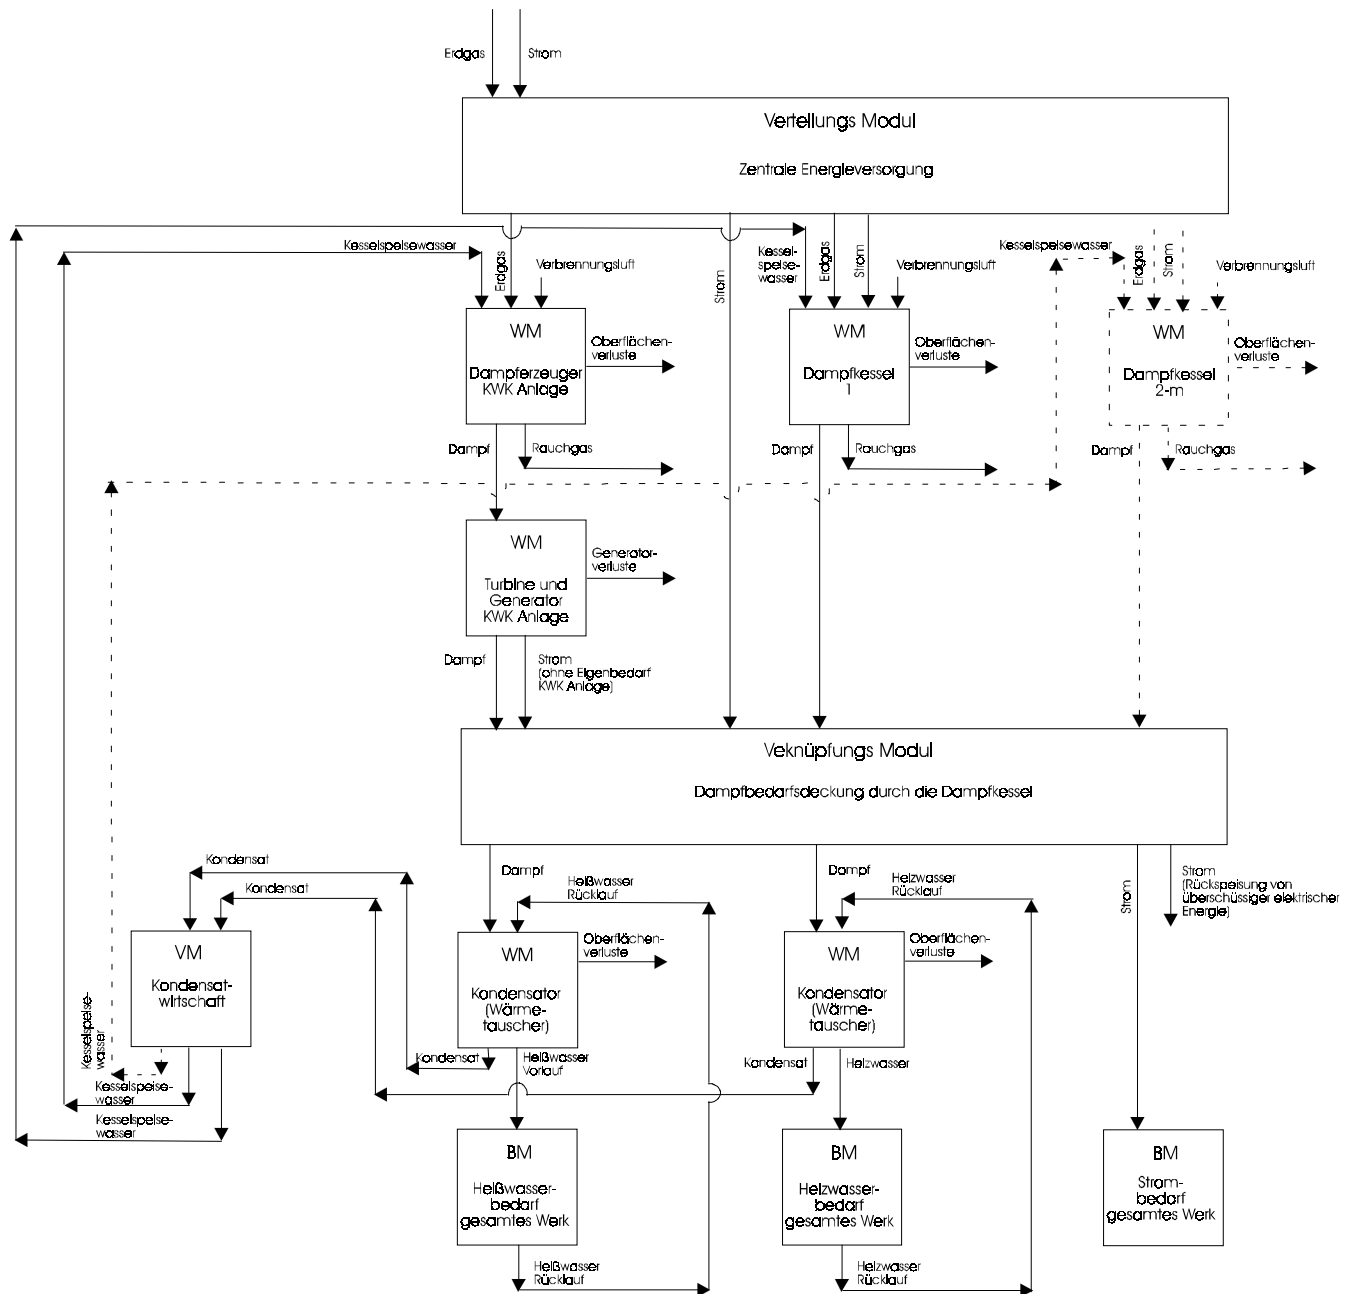 Erdgas
Strom
Verteilungs Modul
Zentrale Energieversorgung
Kesselspeisewasser
Erdgas
Verbrennungsluft
Strom
Kessel-
speise-
wasser
Erdgas
Strom
Verbrennungsluft
Kesselspeisewasser
Erdgas
Strom
Verbrennungsluft
WM
Dampferzeuger
KWK Anlage
Oberflächen-
verluste
WM
Dampfkessel
1
Oberflächen-
verluste
WM
Dampfkessel
2-m
Oberflächen-
verluste
Dampf
Rauchgas
Dampf
Rauchgas
Dampf
Rauchgas
WM
Turbine und
Generator
KWK Anlage
Generator-
verluste
Dampf
Strom
(ohne Eigenbedarf
KWK Anlage)
Veknüpfungs Modul
Dampfbedarfsdeckung durch die Dampfkessel
Kondensat
Kondensat
Dampf
Heißwasser
Rücklauf
Dampf
Heizwasser
Rücklauf
Strom
Strom
(Rückspeisung von
überschüssiger elektrischer
Energie)
VM
Kondensat-
wirtschaft
WM
Kondensator
(Wärme-
tauscher)
Oberflächen-
verluste
WM
Kondensator
(Wärme-
tauscher)
Oberflächen-
verluste
Kesselspeise-
wasser
Kondensat
Heißwasser
Vorlauf
Kondensat
Heizwasser
Kesselspeise-
wasser
Kesselspeise-
wasser
BM
Heißwasser-
bedarf
gesamtes Werk
BM
Heizwasser-
bedarf
gesamtes Werk
BM
Strom-
bedarf
gesamtes Werk
Heißwasser
Rücklauf
Heizwasser
Rücklauf